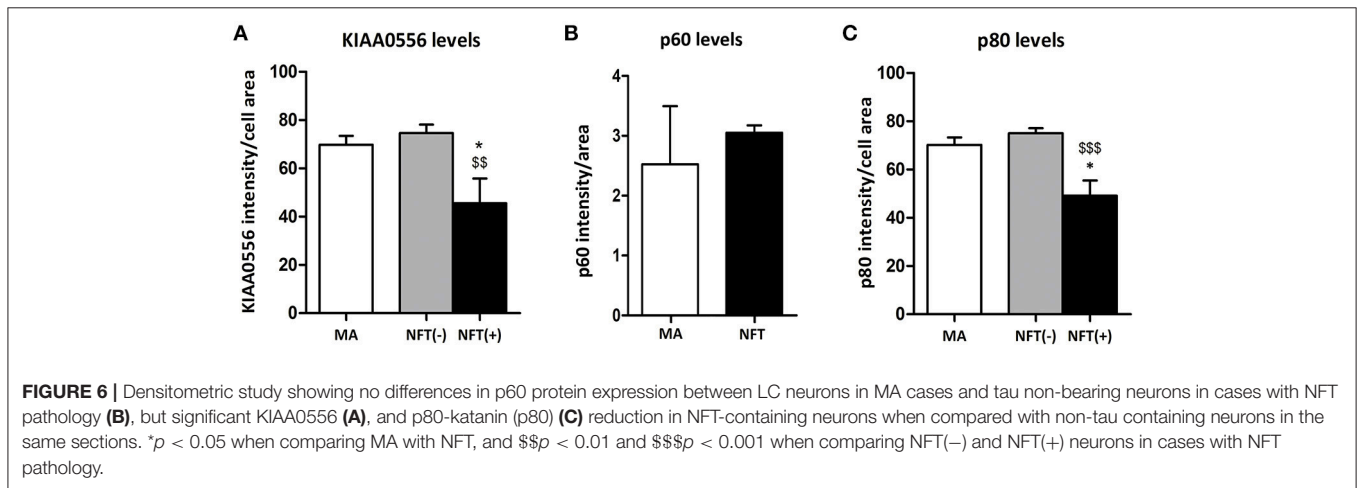 A
KIAA0556 levels
KIAA0556 intensity/cell area
100
80
60
40
20
0
*
$$
MA
NFT(-)
NFT(+)
B
p60 levels
p60 intensity/area
4
3
2
1
0
MA
NFT
C
p80 levels
p80 intensity/cell area
100
80
60
40
20
0
$$$
*
MA
NFT(-)
NFT(+)
FIGURE 6 | Densitometric study showing no differences in p60 protein expression between LC neurons in MA cases and tau non-bearing neurons in cases with NFT
pathology (B), but significant KIAA0556 (A), and p80-katanin (p80) (C) reduction in NFT-containing neurons when compared with non-tau containing neurons in the
same sections. *p < 0.05 when comparing MA with NFT, and $$p < 0.01 and $$$p < 0.001 when comparing NFT(−) and NFT(+) neurons in cases with NFT
pathology.